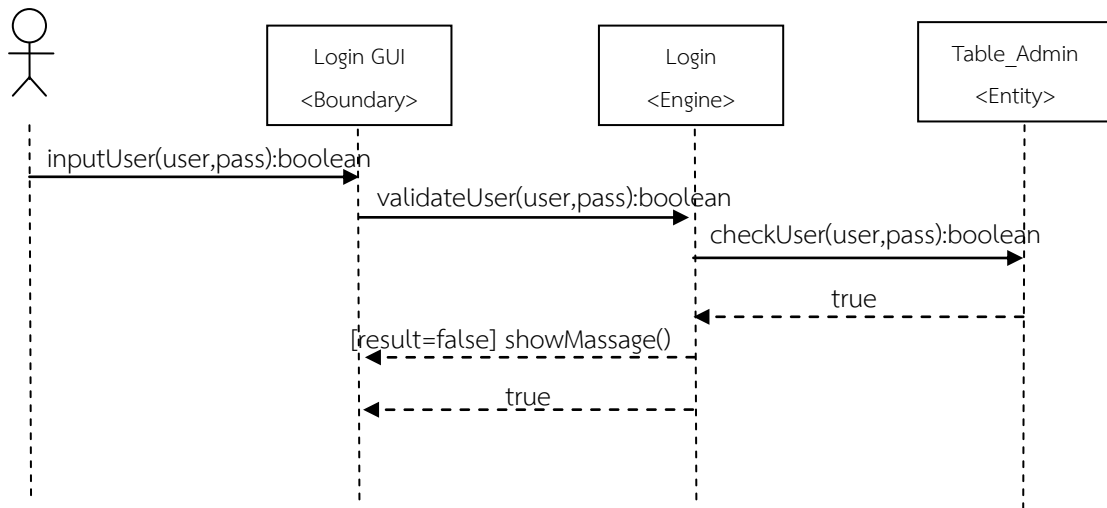 Login GUI
<Boundary>
Login
<Engine>
Table_Admin
<Entity>
inputUser(user,pass):boolean
validateUser(user,pass):boolean
checkUser(user,pass):boolean
true
[result=false] showMassage()
true